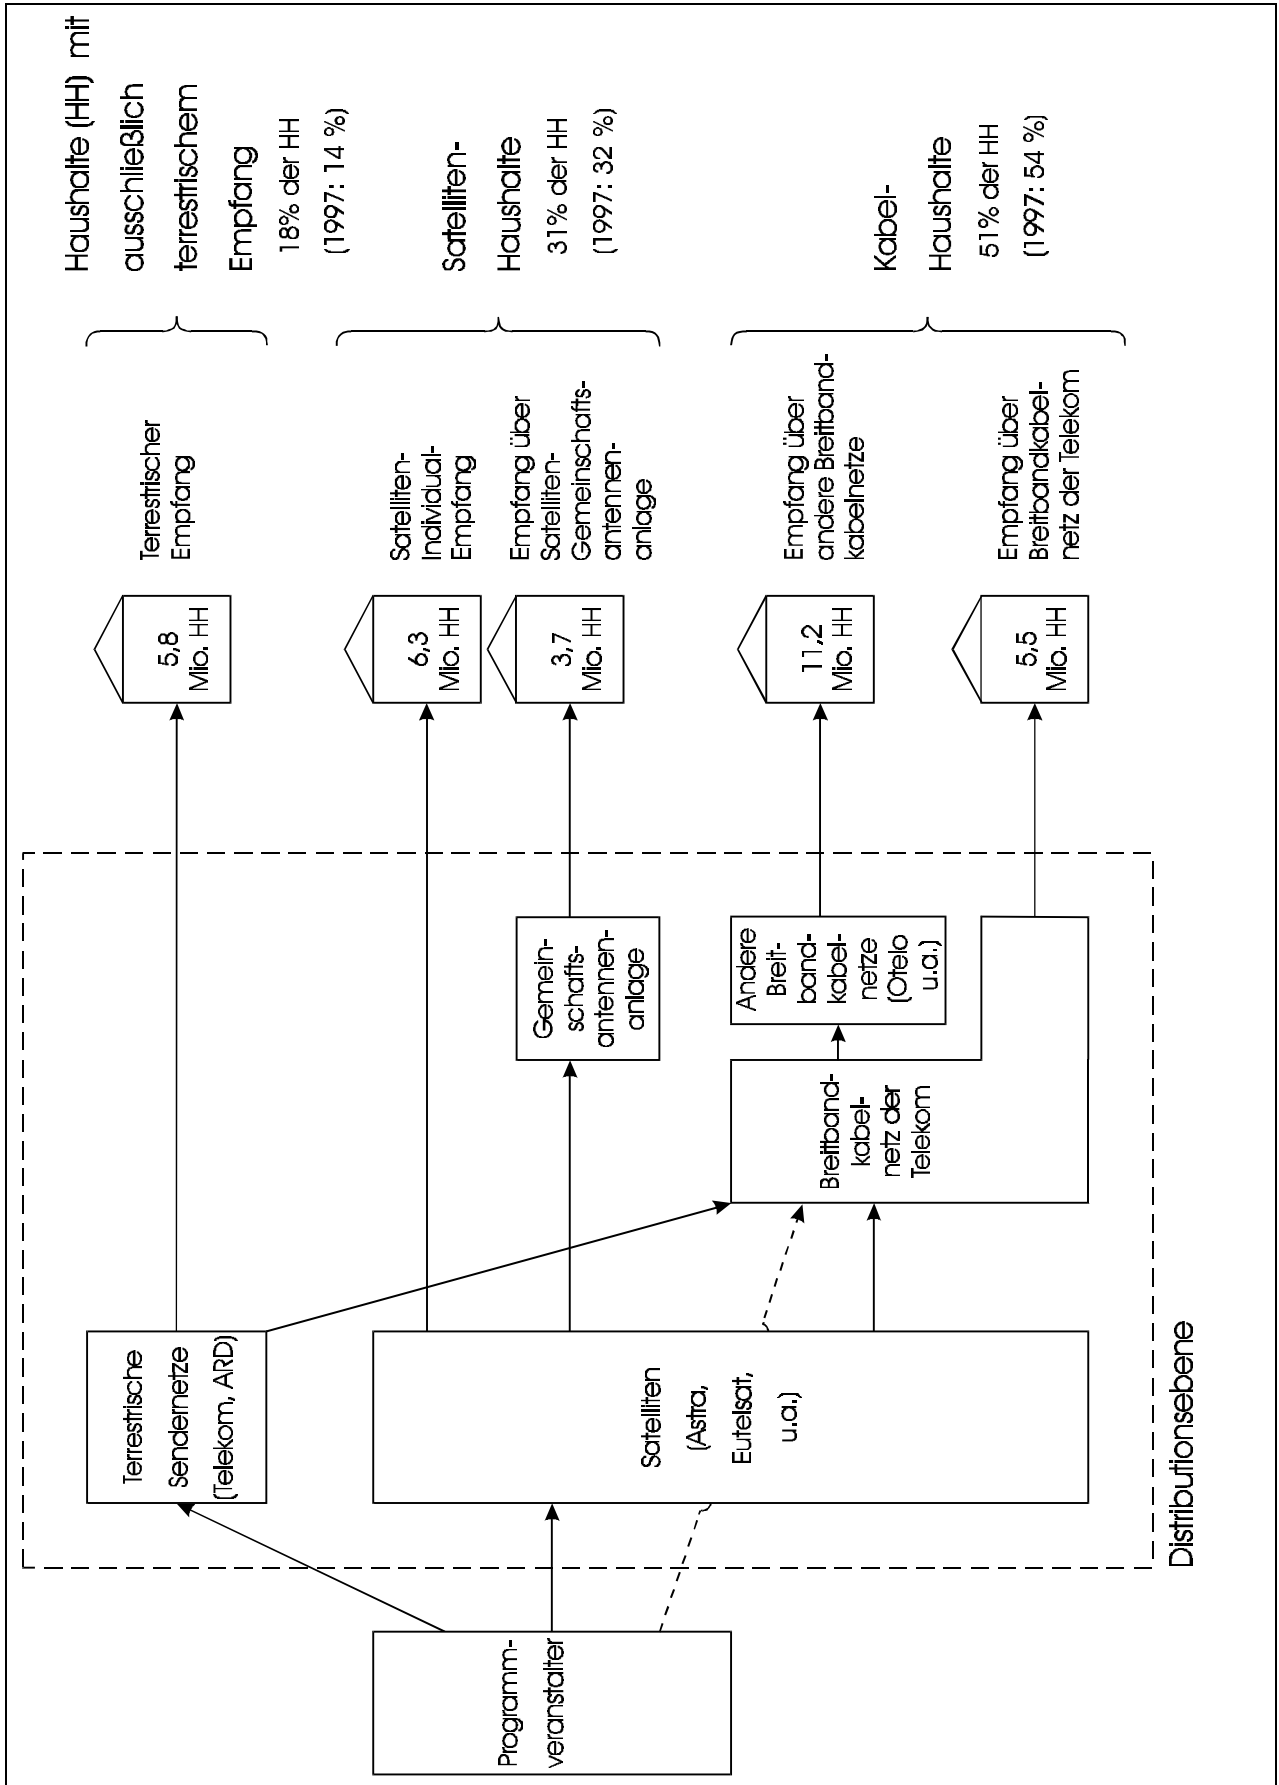 Programm-
veranstalter
Terrestrische
Sendernetze
(Telekom, ARD)
Satelliten
(Astra,
Eutelsat,
u.a.)
Gemein-
schafts-
antennen-
anlage
Breitband-
kabel-
netz der
Telekom
Andere
Breit-
band-
kabel-
netze
(Otelo
u.a.)
Distributionsebene
5,8
Mio. HH
Terrestrischer
Empfang
6,3
Mio. HH
Satelliten-
Individual-
Empfang
3,7
Mio. HH
Empfang über
Satelliten-
Gemeinschafts-
antennen-
anlage
11,2
Mio. HH
Empfang über
andere Breitband-
kabelnetze
5,5
Mio. HH
Empfang über
Breitbandkabel-
netz der Telekom
Haushalte (HH) mit
ausschließlich
terrestrischem
Empfang
18% der HH
(1997: 14 %)
Satelliten-
Haushalte
31% der HH
(1997: 32 %)
Kabel-
Haushalte
51% der HH
(1997: 54 %)